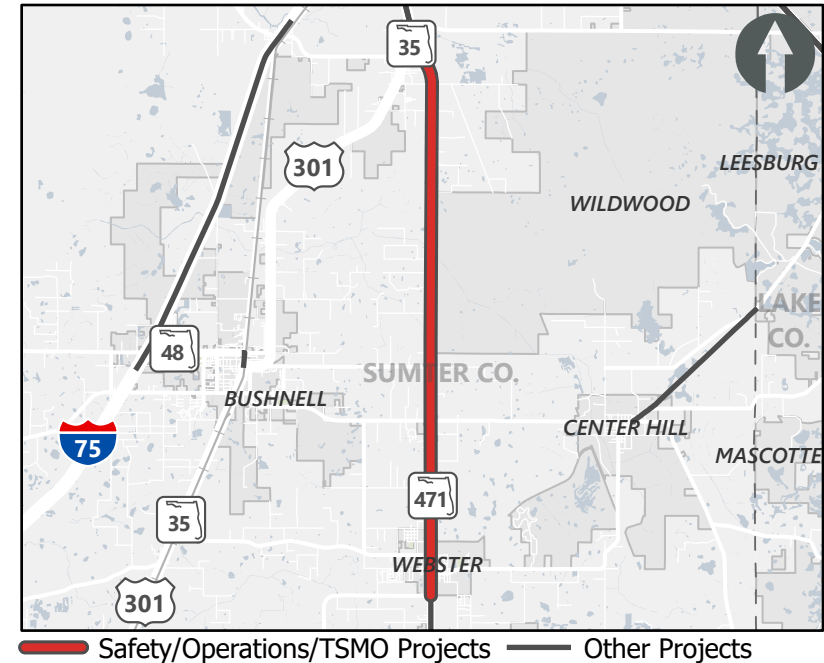 35
301
LEESBURG
WILDWOOD
LAKE
CO.
48
SUMTER CO.
BUSHNELL
75
CENTER HILL
MASCOTTE
471
35
WEBSTER
301
Safety/Operations/TSMO Projects
Other Projects